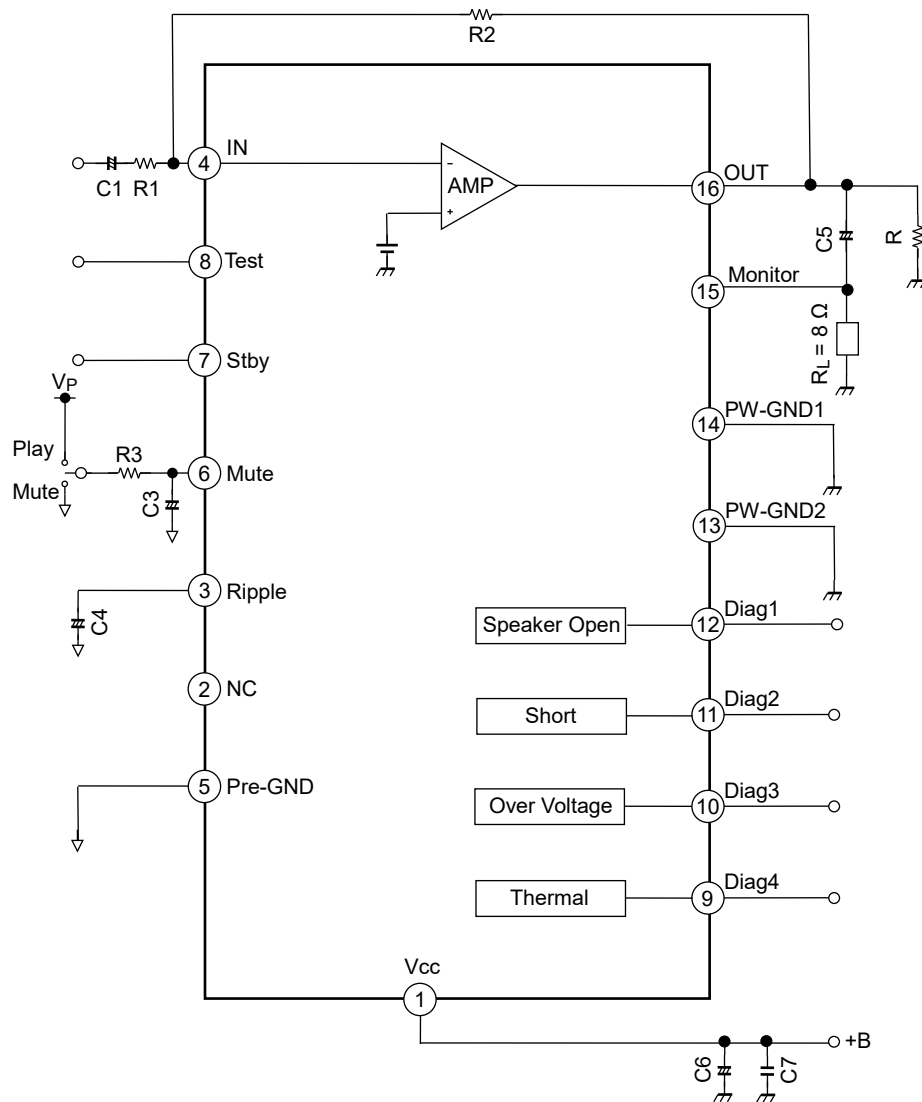 R2
IN
4
C1 R1
AMP
−
+
OUT
16
C5
R
8
Test
Monitor
15
RL = 8 Ω
7
Stby
VP
Play
Mute
R3
6
Mute
C3
PW-GND1
14
PW-GND2
13
3
Ripple
C4
Speaker Open
12
Diag1
2
NC
Short
11
Diag2
5
Pre-GND
Over Voltage
10
Diag3
Thermal
9
Diag4
Vcc
1
+B
C6
C7